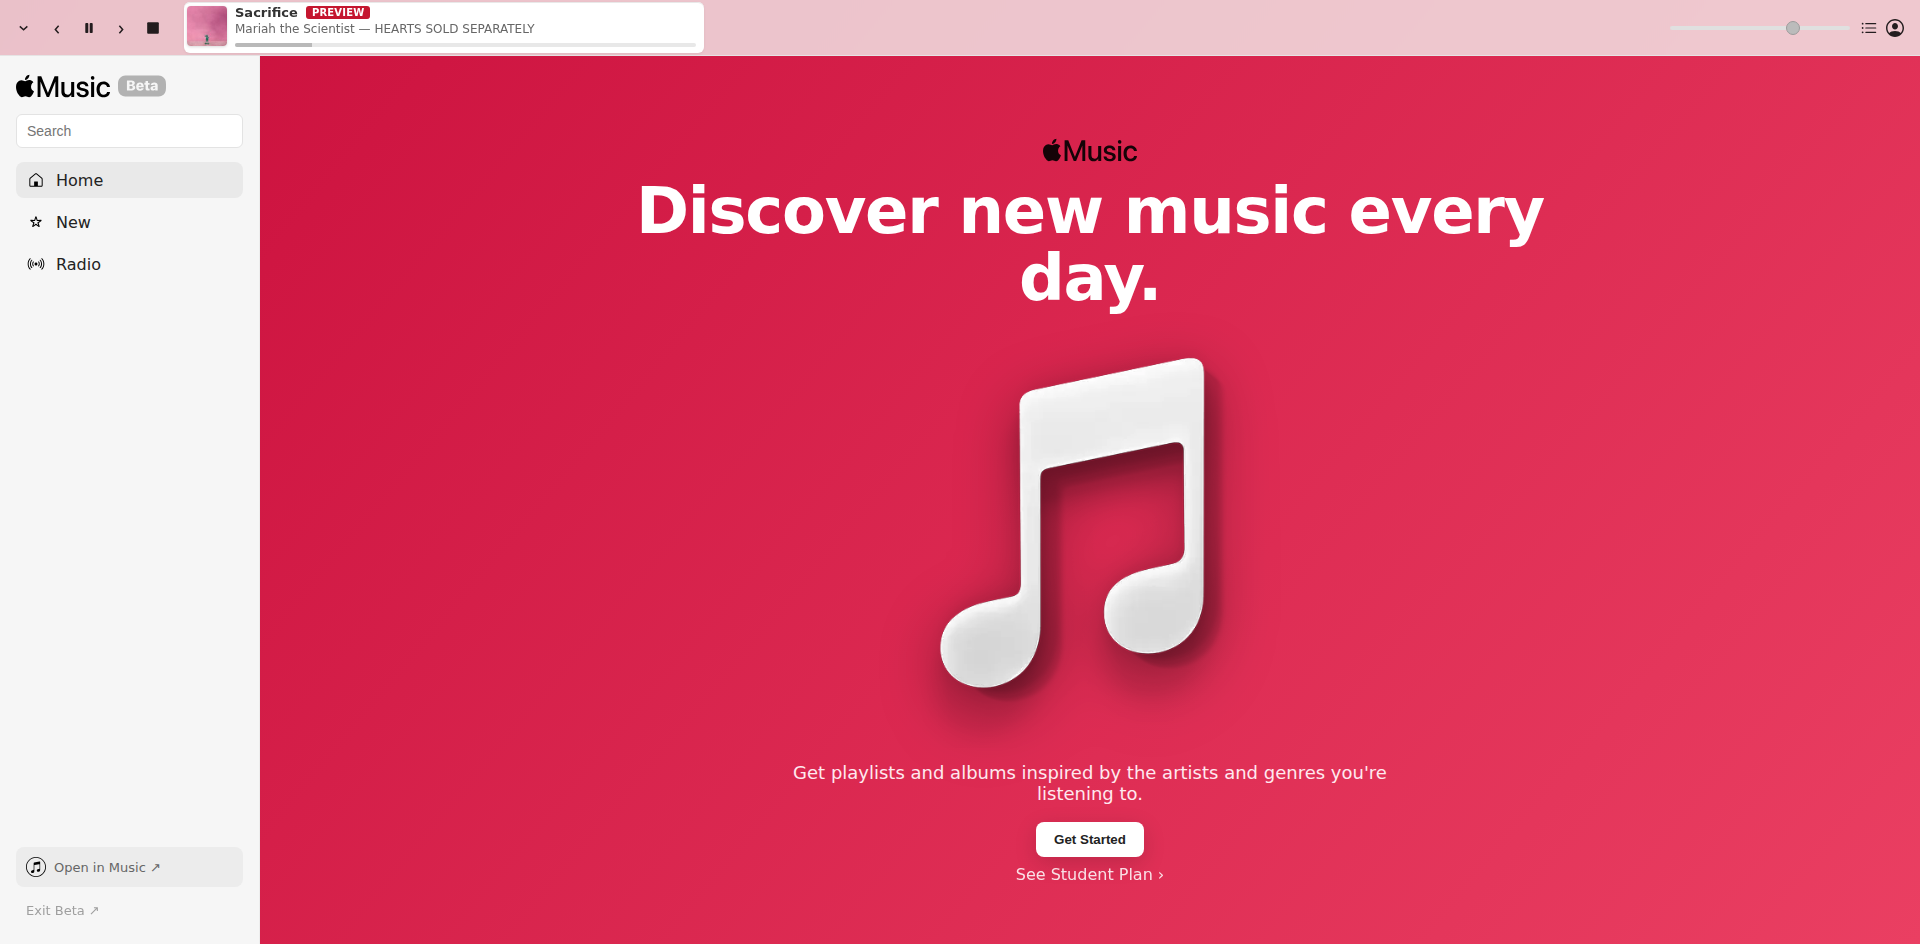 Sacrifice PREVIEW
Mariah the Scientist — HEARTS SOLD SEPARATELY
Music Beta
Search
Home
New
Radio
Open in Music ↗
Exit Beta ↗
Music
Discover new music every
day.
Get playlists and albums inspired by the artists and genres you're
listening to.
Get Started
See Student Plan ›